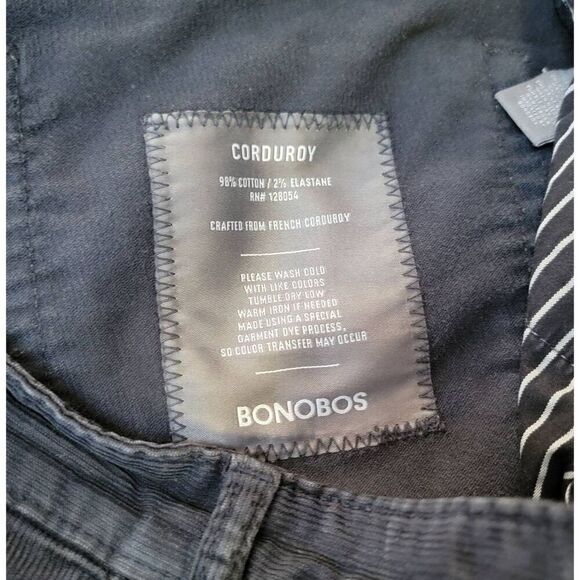 CORDUROY
98% COTTON / 2% ELASTANE
RN# 128054
CRAFTED FROM FRENCH CORDUROY
PLEASE WASH COLD
WITH LIKE COLORS
TUMBLE DRY LOW
WARM IRON IF NEEDED
MADE USING A SPECIAL
GARMENT DYE PROCESS,
SO COLOR TRANSFER MAY OCCUR
BONOBOS